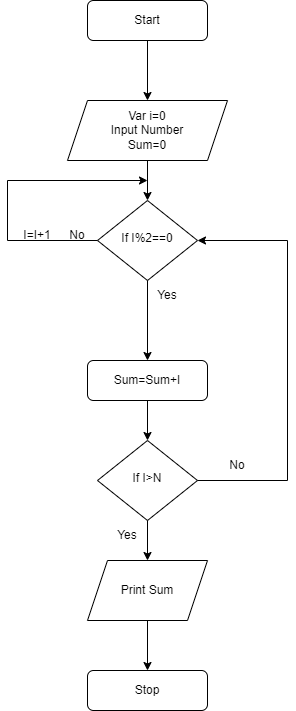 Start
Var i=0
Input Number
Sum=0
I=I+1 No
If I%2==0
Yes
Sum=Sum+I
If I>N
No
Yes
Print Sum
Stop